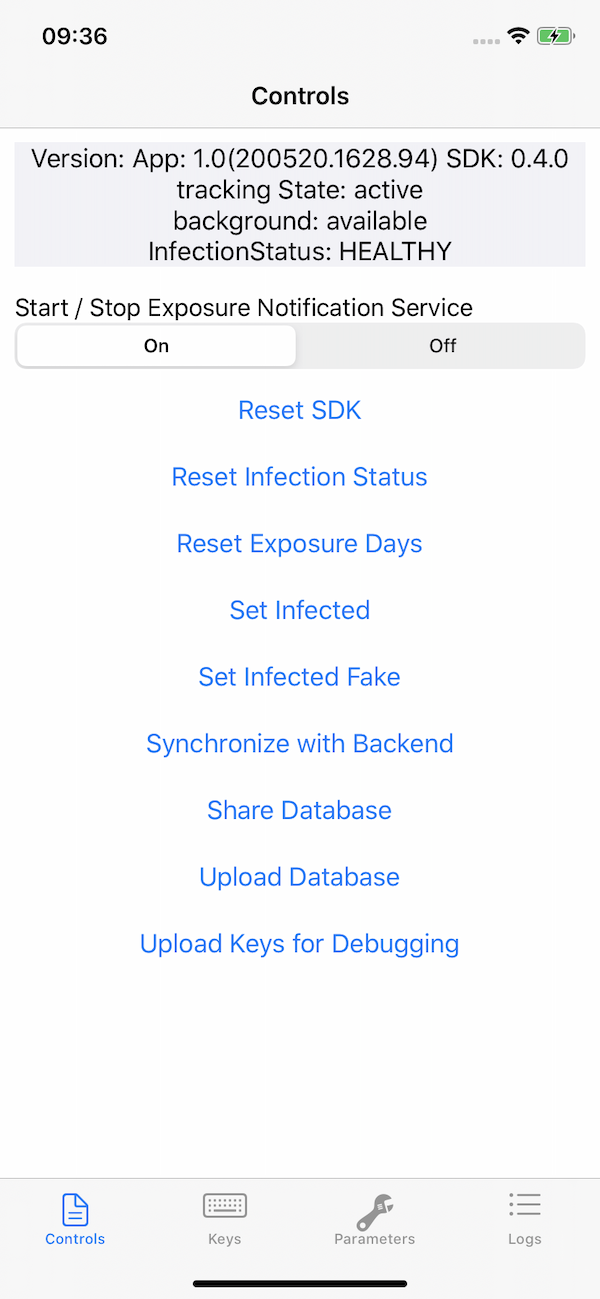 09:36
Controls
Version: App: 1.0(200520.1628.94) SDK: 0.4.0
tracking State: active
background: available
InfectionStatus: HEALTHY
Start / Stop Exposure Notification Service
On Off
Reset SDK
Reset Infection Status
Reset Exposure Days
Set Infected
Set Infected Fake
Synchronize with Backend
Share Database
Upload Database
Upload Keys for Debugging
Controls Keys Parameters Logs